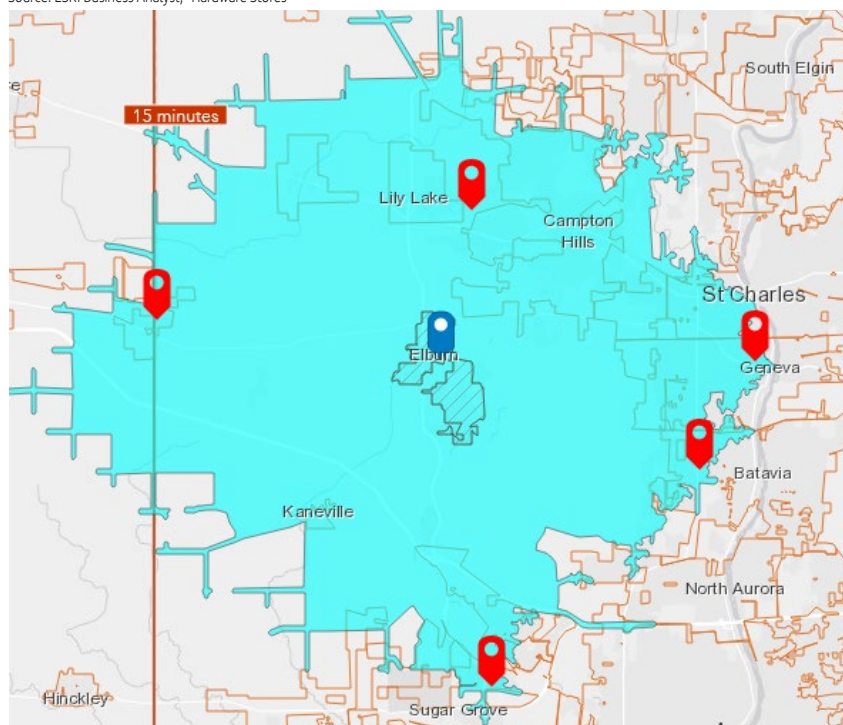 South Elgin
15 minutes
Lily Lake
Campton
Hills
St Charles
Elburn
Geneva
Kaneville
Batavia
North Aurora
Hinckley
Sugar Grove